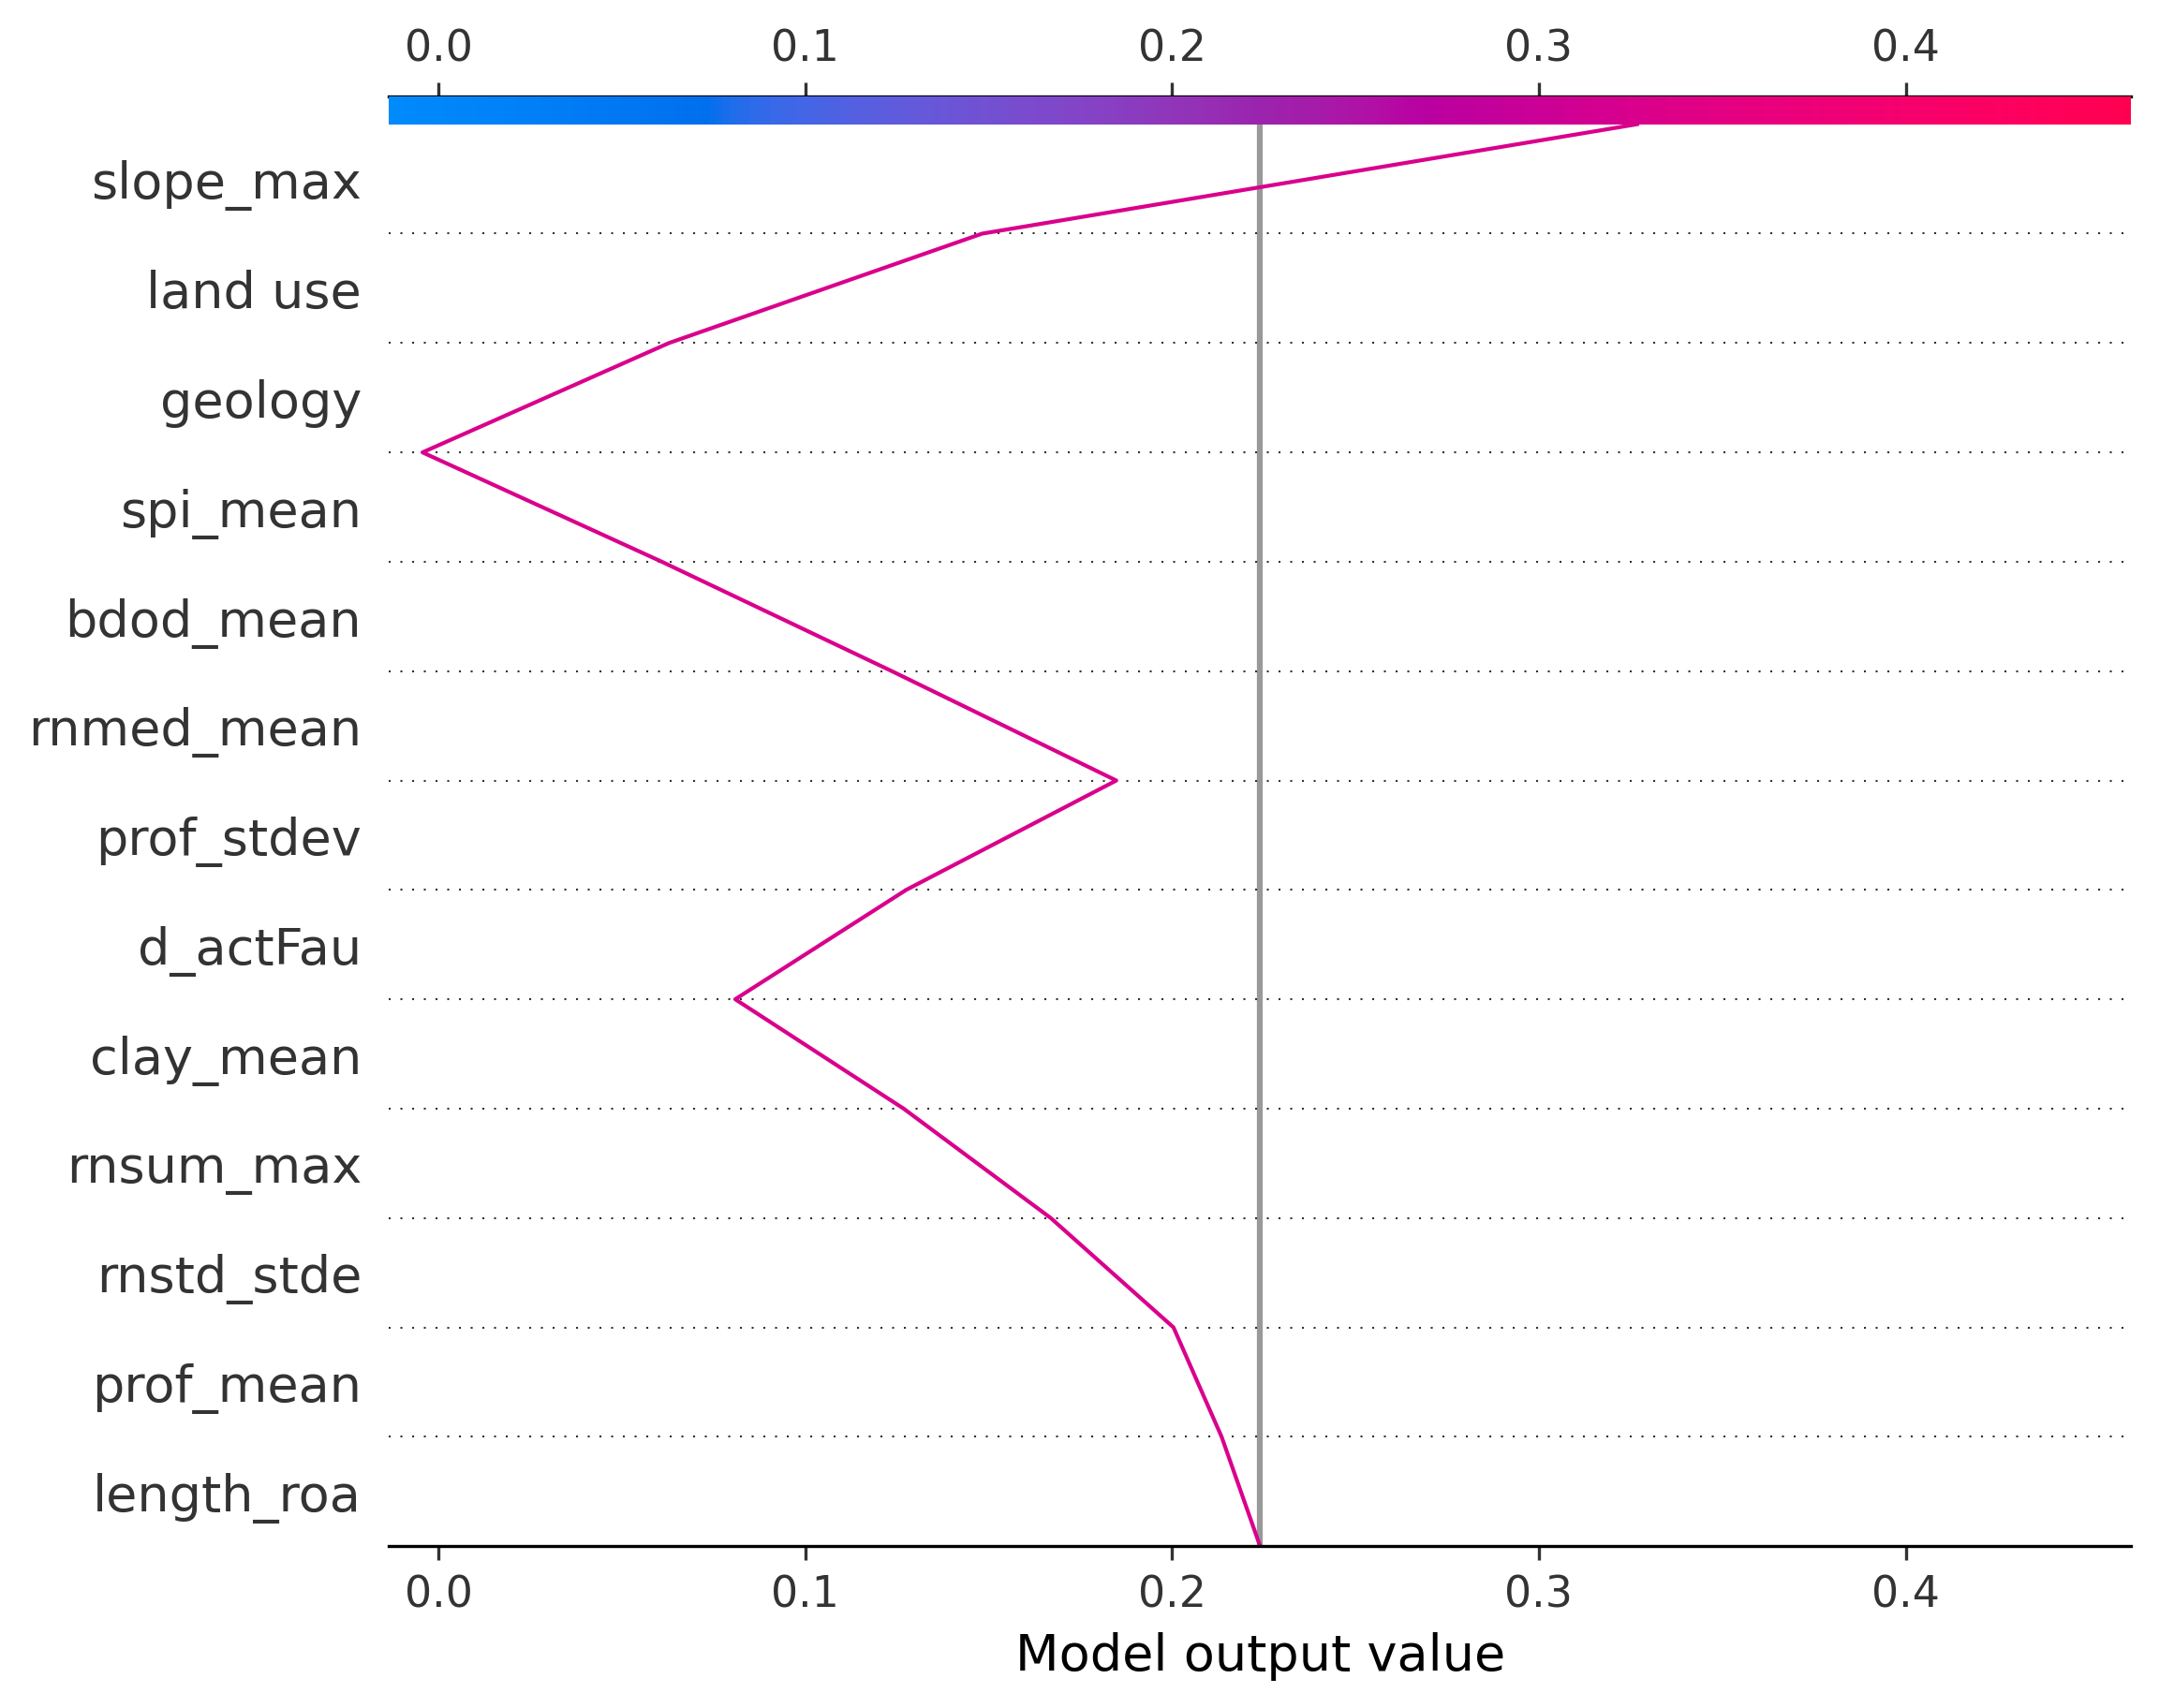 0.0 0.1 0.2 0.3 0.4
slope_max
land use
geology
spi_mean
bdod_mean
rnmed_mean
prof_stdev
d_actFau
clay_mean
rnsum_max
rnstd_stde
prof_mean
length_roa
0.0 0.1 0.2 0.3 0.4
Model output value